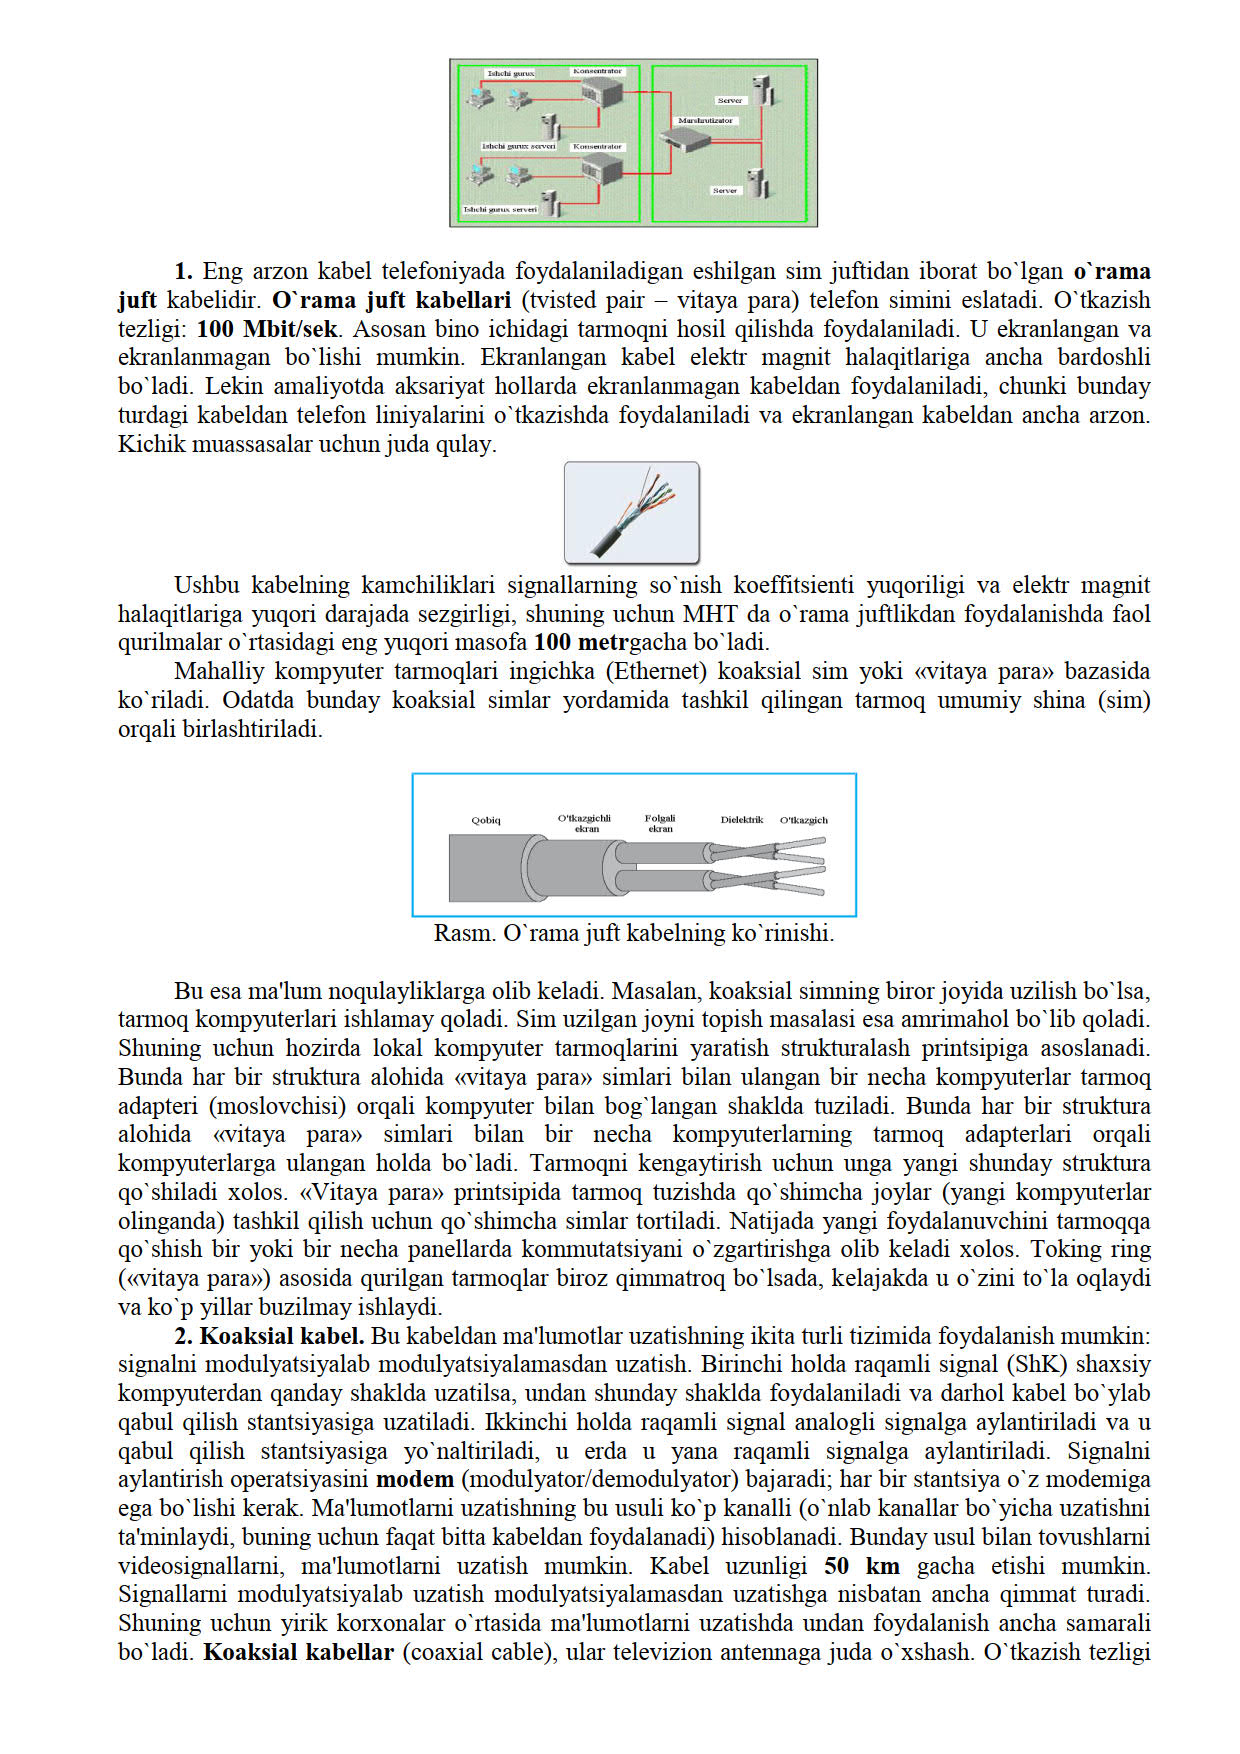 Ishchi gurux
Konsentrator
Server
Marshrutizator
Ishchi gurux serveri
Konsentrator
Server
Ishchi gurux serveri
1. Eng arzon kabel telefoniyada foydalaniladigan eshilgan sim juftidan iborat bo`lgan o`rama
juft kabelidir. O`rama juft kabellari (tvisted pair – vitaya para) telefon simini eslatadi. O`tkazish
tezligi: 100 Mbit/sek. Asosan bino ichidagi tarmoqni hosil qilishda foydalaniladi. U ekranlangan va
ekranlanmagan bo`lishi mumkin. Ekranlangan kabel elektr magnit halaqitlariga ancha bardoshli
bo`ladi. Lekin amaliyotda aksariyat hollarda ekranlanmagan kabeldan foydalaniladi, chunki bunday
turdagi kabeldan telefon liniyalarini o`tkazishda foydalaniladi va ekranlangan kabeldan ancha arzon.
Kichik muassasalar uchun juda qulay.
Ushbu kabelning kamchiliklari signallarning so`nish koeffitsienti yuqoriligi va elektr magnit
halaqitlariga yuqori darajada sezgirligi, shuning uchun MHT da o`rama juftlikdan foydalanishda faol
qurilmalar o`rtasidagi eng yuqori masofa 100 metrgacha bo`ladi.
Mahalliy kompyuter tarmoqlari ingichka (Ethernet) koaksial sim yoki «vitaya para» bazasida
ko`riladi. Odatda bunday koaksial simlar yordamida tashkil qilingan tarmoq umumiy shina (sim)
orqali birlashtiriladi.
Qobiq
O'tkazgichli
ekran
Folgali
ekran
Dielektrik
O'tkazgich
Rasm. O`rama juft kabelning ko`rinishi.
Bu esa ma'lum noqulayliklarga olib keladi. Masalan, koaksial simning biror joyida uzilish bo`lsa,
tarmoq kompyuterlari ishlamay qoladi. Sim uzilgan joyni topish masalasi esa amrimahol bo`lib qoladi.
Shuning uchun hozirda lokal kompyuter tarmoqlarini yaratish strukturalash printsipiga asoslanadi.
Bunda har bir struktura alohida «vitaya para» simlari bilan ulangan bir necha kompyuterlar tarmoq
adapteri (moslovchisi) orqali kompyuter bilan bog`langan shaklda tuziladi. Bunda har bir struktura
alohida «vitaya para» simlari bilan bir necha kompyuterlarning tarmoq adapterlari orqali
kompyuterlarga ulangan holda bo`ladi. Tarmoqni kengaytirish uchun unga yangi shunday struktura
qo`shiladi xolos. «Vitaya para» printsipida tarmoq tuzishda qo`shimcha joylar (yangi kompyuterlar
olinganda) tashkil qilish uchun qo`shimcha simlar tortiladi. Natijada yangi foydalanuvchini tarmoqqa
qo`shish bir yoki bir necha panellarda kommutatsiyani o`zgartirishga olib keladi xolos. Toking ring
(«vitaya para») asosida qurilgan tarmoqlar biroz qimmatroq bo`lsada, kelajakda u o`zini to`la oqlaydi
va ko`p yillar buzilmay ishlaydi.
2. Koaksial kabel. Bu kabeldan ma'lumotlar uzatishning ikita turli tizimida foydalanish mumkin:
signalni modulyatsiyalab modulyatsiyalamasdan uzatish. Birinchi holda raqamli signal (ShK) shaxsiy
kompyuterdan qanday shaklda uzatilsa, undan shunday shaklda foydalaniladi va darhol kabel bo`ylab
qabul qilish stantsiyasiga uzatiladi. Ikkinchi holda raqamli signal analogli signalga aylantiriladi va u
qabul qilish stantsiyasiga yo`naltiriladi, u erda u yana raqamli signalga aylantiriladi. Signalni
aylantirish operatsiyasini modem (modulyator/demodulyator) bajaradi; har bir stantsiya o`z modemiga
ega bo`lishi kerak. Ma'lumotlarni uzatishning bu usuli ko`p kanalli (o`nlab kanallar bo`yicha uzatishni
ta'minlaydi, buning uchun faqat bitta kabeldan foydalanadi) hisoblanadi. Bunday usul bilan tovushlarni
videosignallarni, ma'lumotlarni uzatish mumkin. Kabel uzunligi 50 km gacha etishi mumkin.
Signallarni modulyatsiyalab uzatish modulyatsiyalamasdan uzatishga nisbatan ancha qimmat turadi.
Shuning uchun yirik korxonalar o`rtasida ma'lumotlarni uzatishda undan foydalanish ancha samarali
bo`ladi. Koaksial kabellar (coaxial cable), ular televizion antennaga juda o`xshash. O`tkazish tezligi